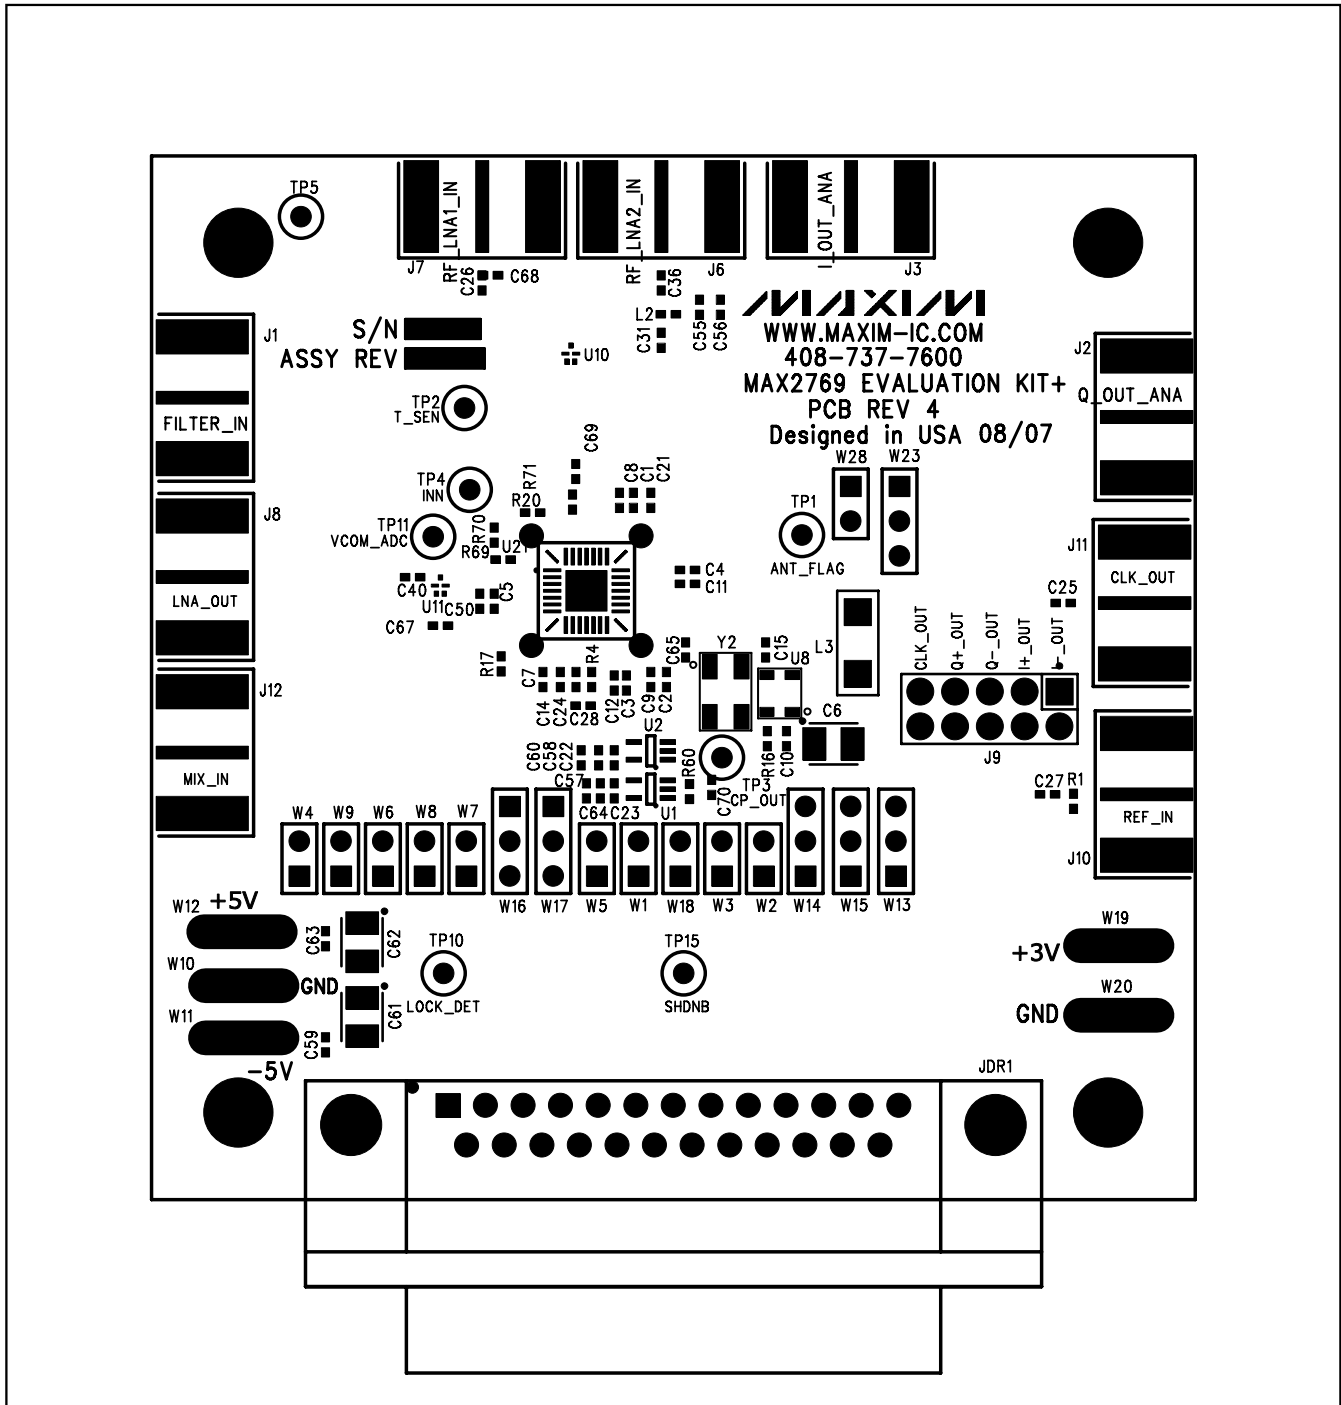 TP5
RF_LNA1_IN
RF_LNA2_IN
I_OUT_ANA
J7
J6
J3
C26
C68
C36
L2
C31
C55
C56
MAXIM
WWW.MAXIM-IC.COM
408-737-7600
MAX2769 EVALUATION KIT+
PCB REV 4
Designed in USA 08/07
S/N
ASSY REV
U10
J1
FILTER_IN
J2
Q_OUT_ANA
TP2
T_SEN
TP4
INN
TP11
VCOM_ADC
C69
R71
R20
C8
C1
C21
R70
R69
U21
W28
W23
TP1
ANT_FLAG
J8
LNA_OUT
J11
CLK_OUT
C40
U11
C50
C5
C67
C4
C11
C25
CLK_OUT
Q+_OUT
Q-_OUT
I+_OUT
I-_OUT
L3
R17
C7
R4
C65
Y2
C15
U8
C14
C24
C28
C12
C3
C9
C2
C6
J12
MIX_IN
J9
C60
C58
C22
U2
R60
TP3
CP_OUT
R16
C10
C57
C64
C23
U1
C70
C27
R1
REF_IN
J10
W4
W9
W6
W8
W7
W16
W17
W5
W1
W18
W3
W2
W14
W15
W13
W12
+5V
C63
C62
W10
GND
W11
C59
C61
-5V
TP10
LOCK_DET
TP15
SHDNB
W19
+3V
W20
GND
JDR1